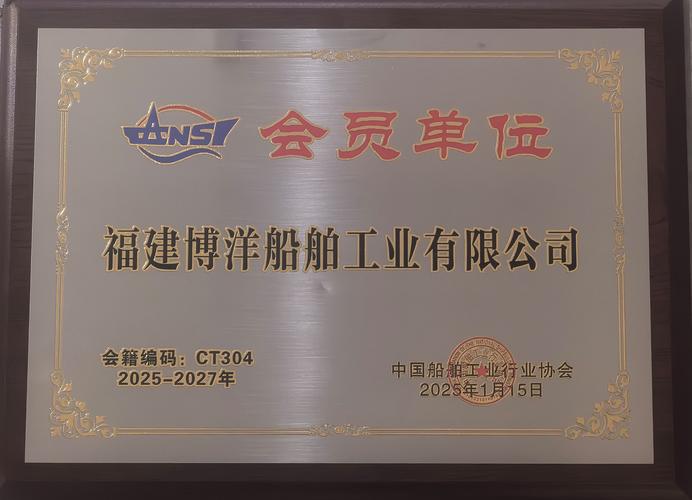 CANSI 会员单位
福建博洋船舶工业有限公司
会籍编码：CT304
2025-2027年
中国船舶工业行业协会
2025年1月15日